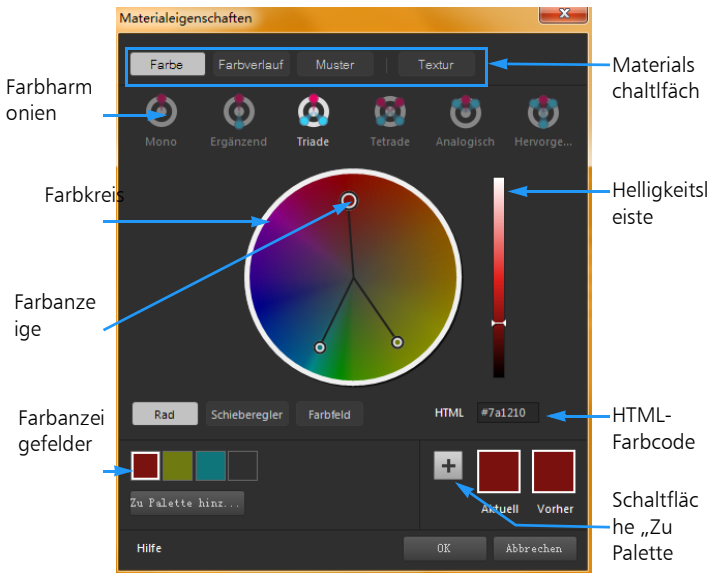 Materialeigenschaften
Farbe
Farbverlauf
Muster
Textur
Materials
chaltlfäch
Farbharm
onien
Mono
Ergänzend
Triade
Tetrade
Analogisch
Hervorge...
Farbkreis
Helligkeitsl
eiste
Farbanze
ige
Rad
Schieberegler
Farbfeld
HTML
#7a1210
HTML-
Farbcode
Farbanzei
gefelder
Zu Palette hinz...
Aktuell
Vorher
Schaltfläc
he „Zu
Palette
Hilfe
OK
Abbrechen